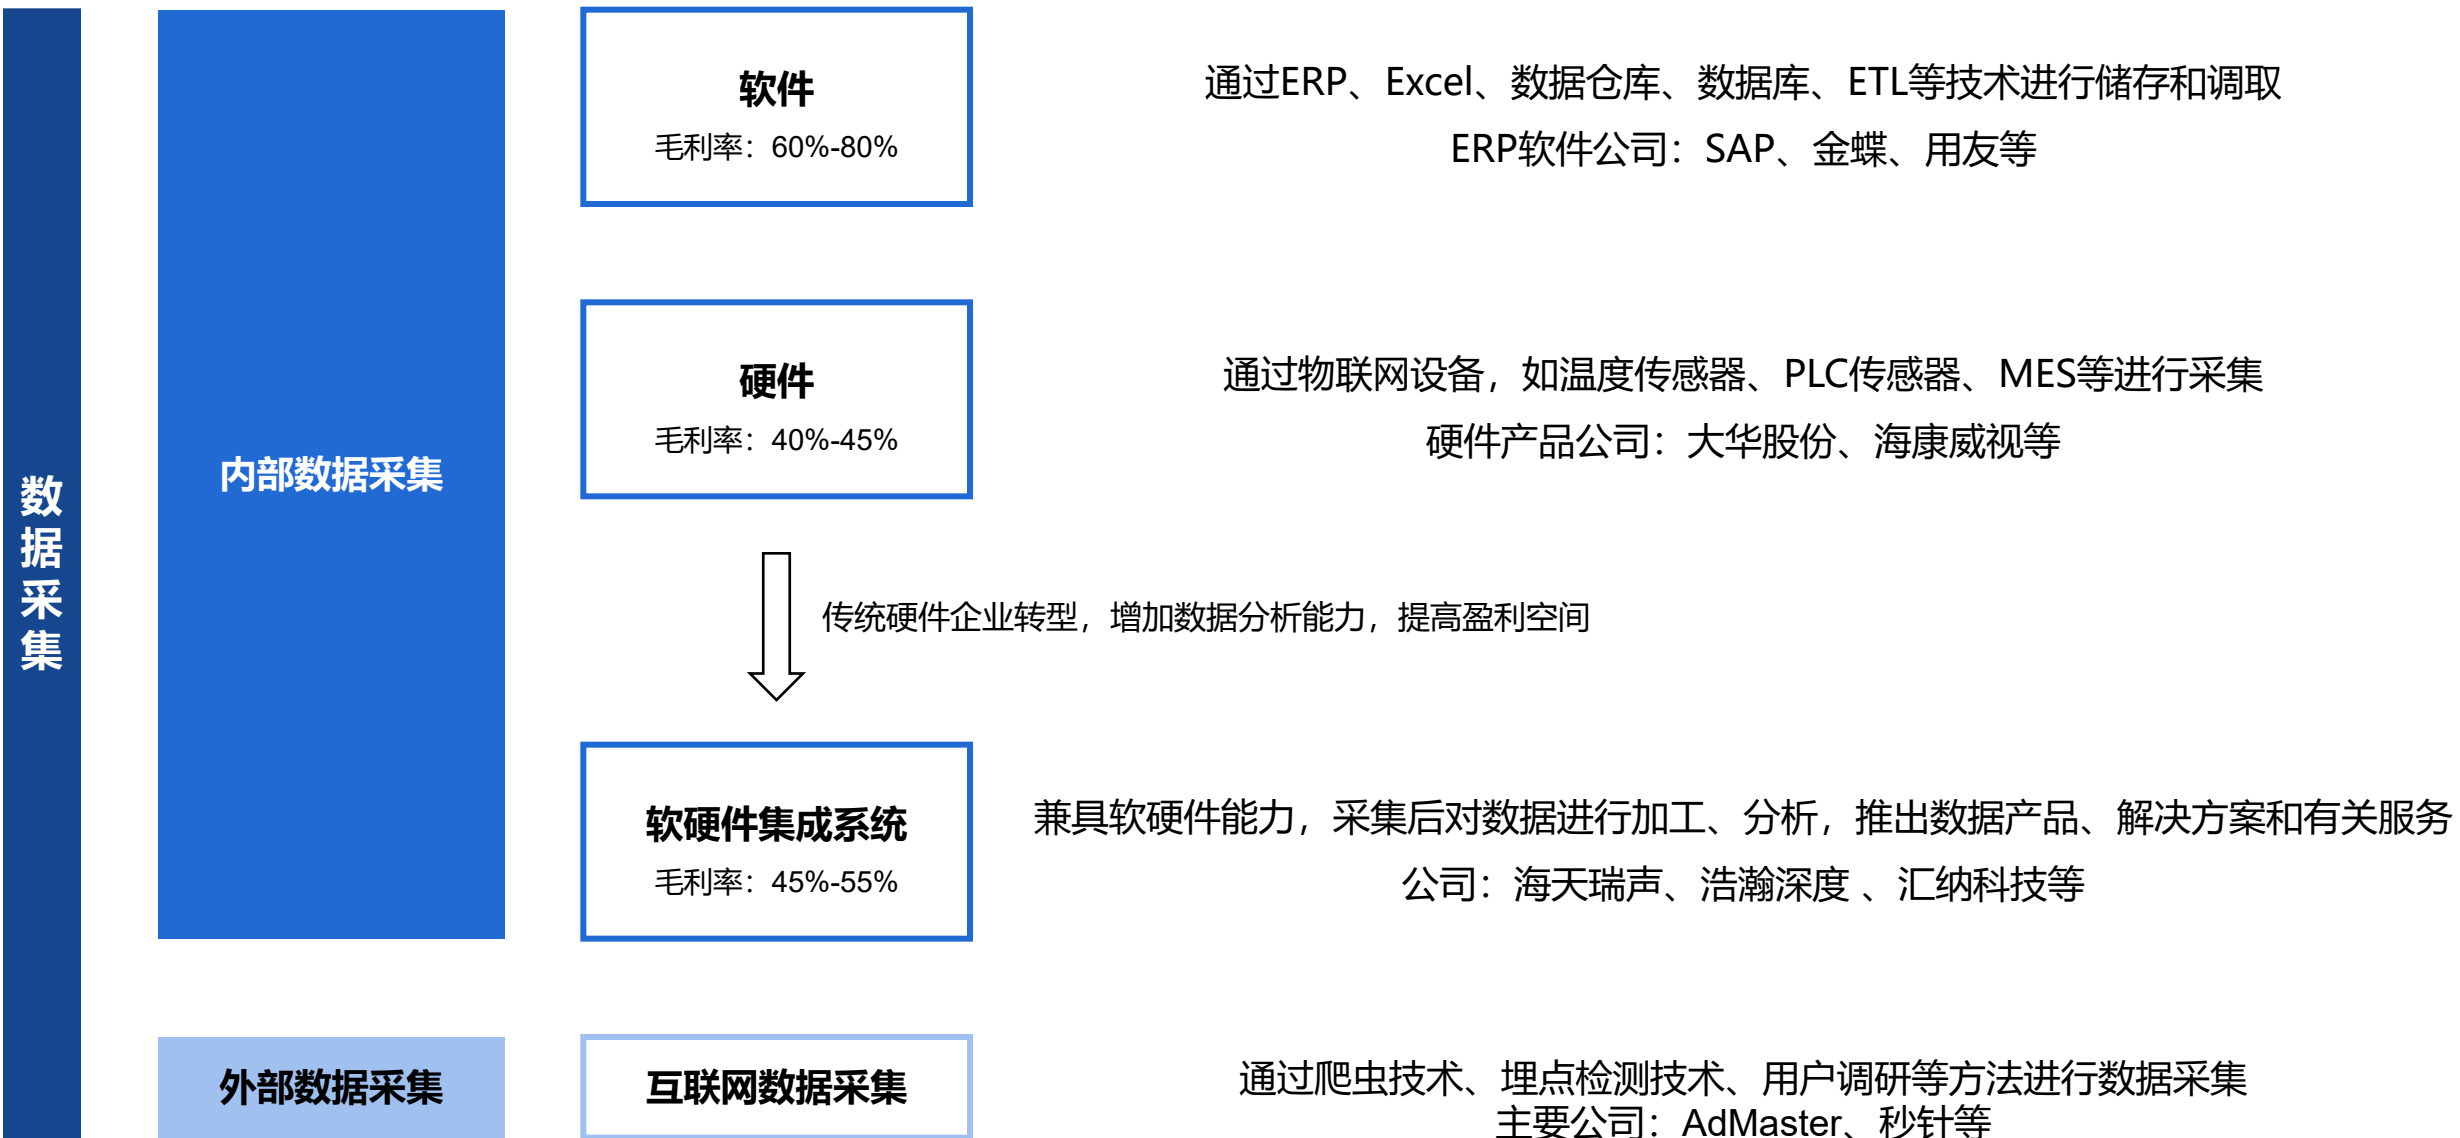 数据采集
内部数据采集
软件
毛利率：60%-80%
通过ERP、Excel、数据仓库、数据库、ETL等技术进行储存和调取
ERP软件公司：SAP、金蝶、用友等
硬件
毛利率：40%-45%
通过物联网设备，如温度传感器、PLC传感器、MES等进行采集
硬件产品公司：大华股份、海康威视等
传统硬件企业转型，增加数据分析能力，提高盈利空间
软硬件集成系统
毛利率：45%-55%
兼具软硬件能力，采集后对数据进行加工、分析，推出数据产品、解决方案和有关服务
公司：海天瑞声、浩瀚深度 、汇纳科技等
外部数据采集
互联网数据采集
通过爬虫技术、埋点检测技术、用户调研等方法进行数据采集
主要公司：AdMaster、秒针等